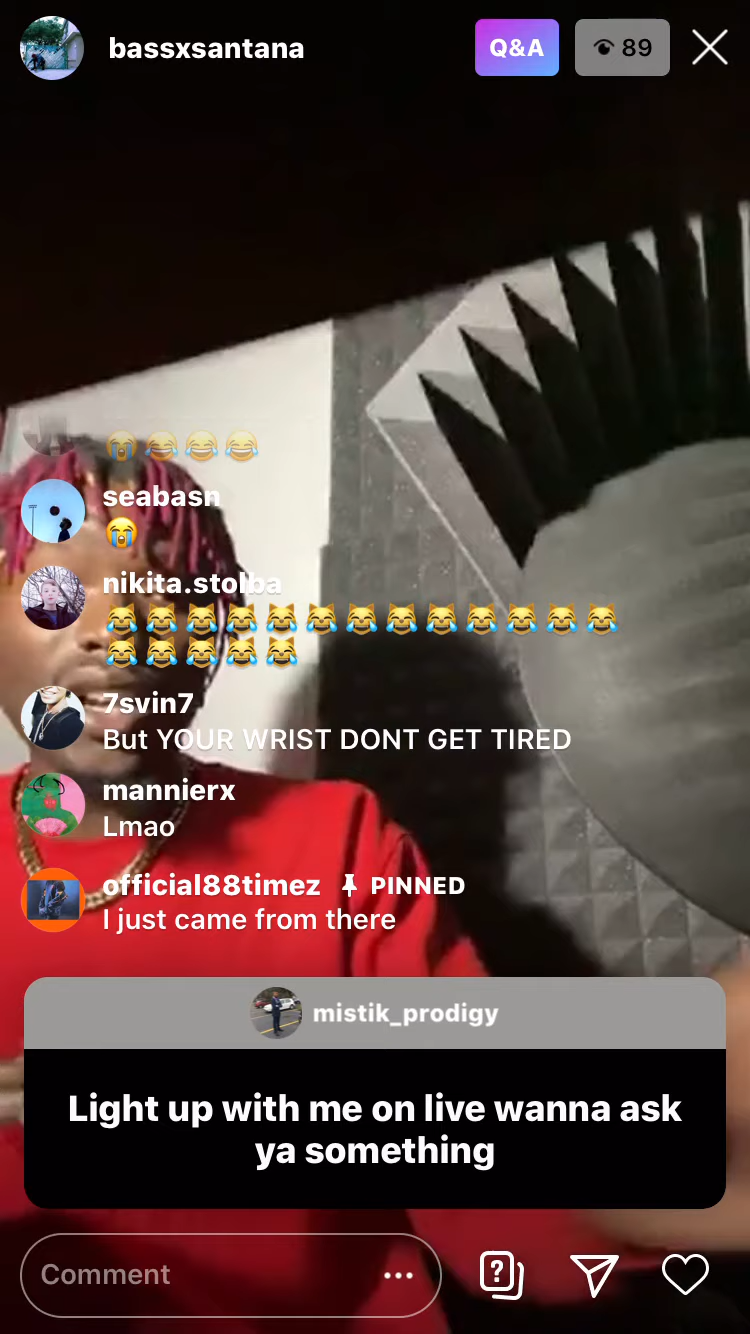 bassxsantana
Q&A
89
😭😂😂😂
seabasn
😭
nikita.stolba
😹😹😹😹😹😹😹😹😹😹😹😹😹
😹😹😹😹😹
7svin7
But YOUR WRIST DONT GET TIRED
mannierx
Lmao
official88timez PINNED
I just came from there
mistik_prodigy
Light up with me on live wanna ask
ya something
Comment